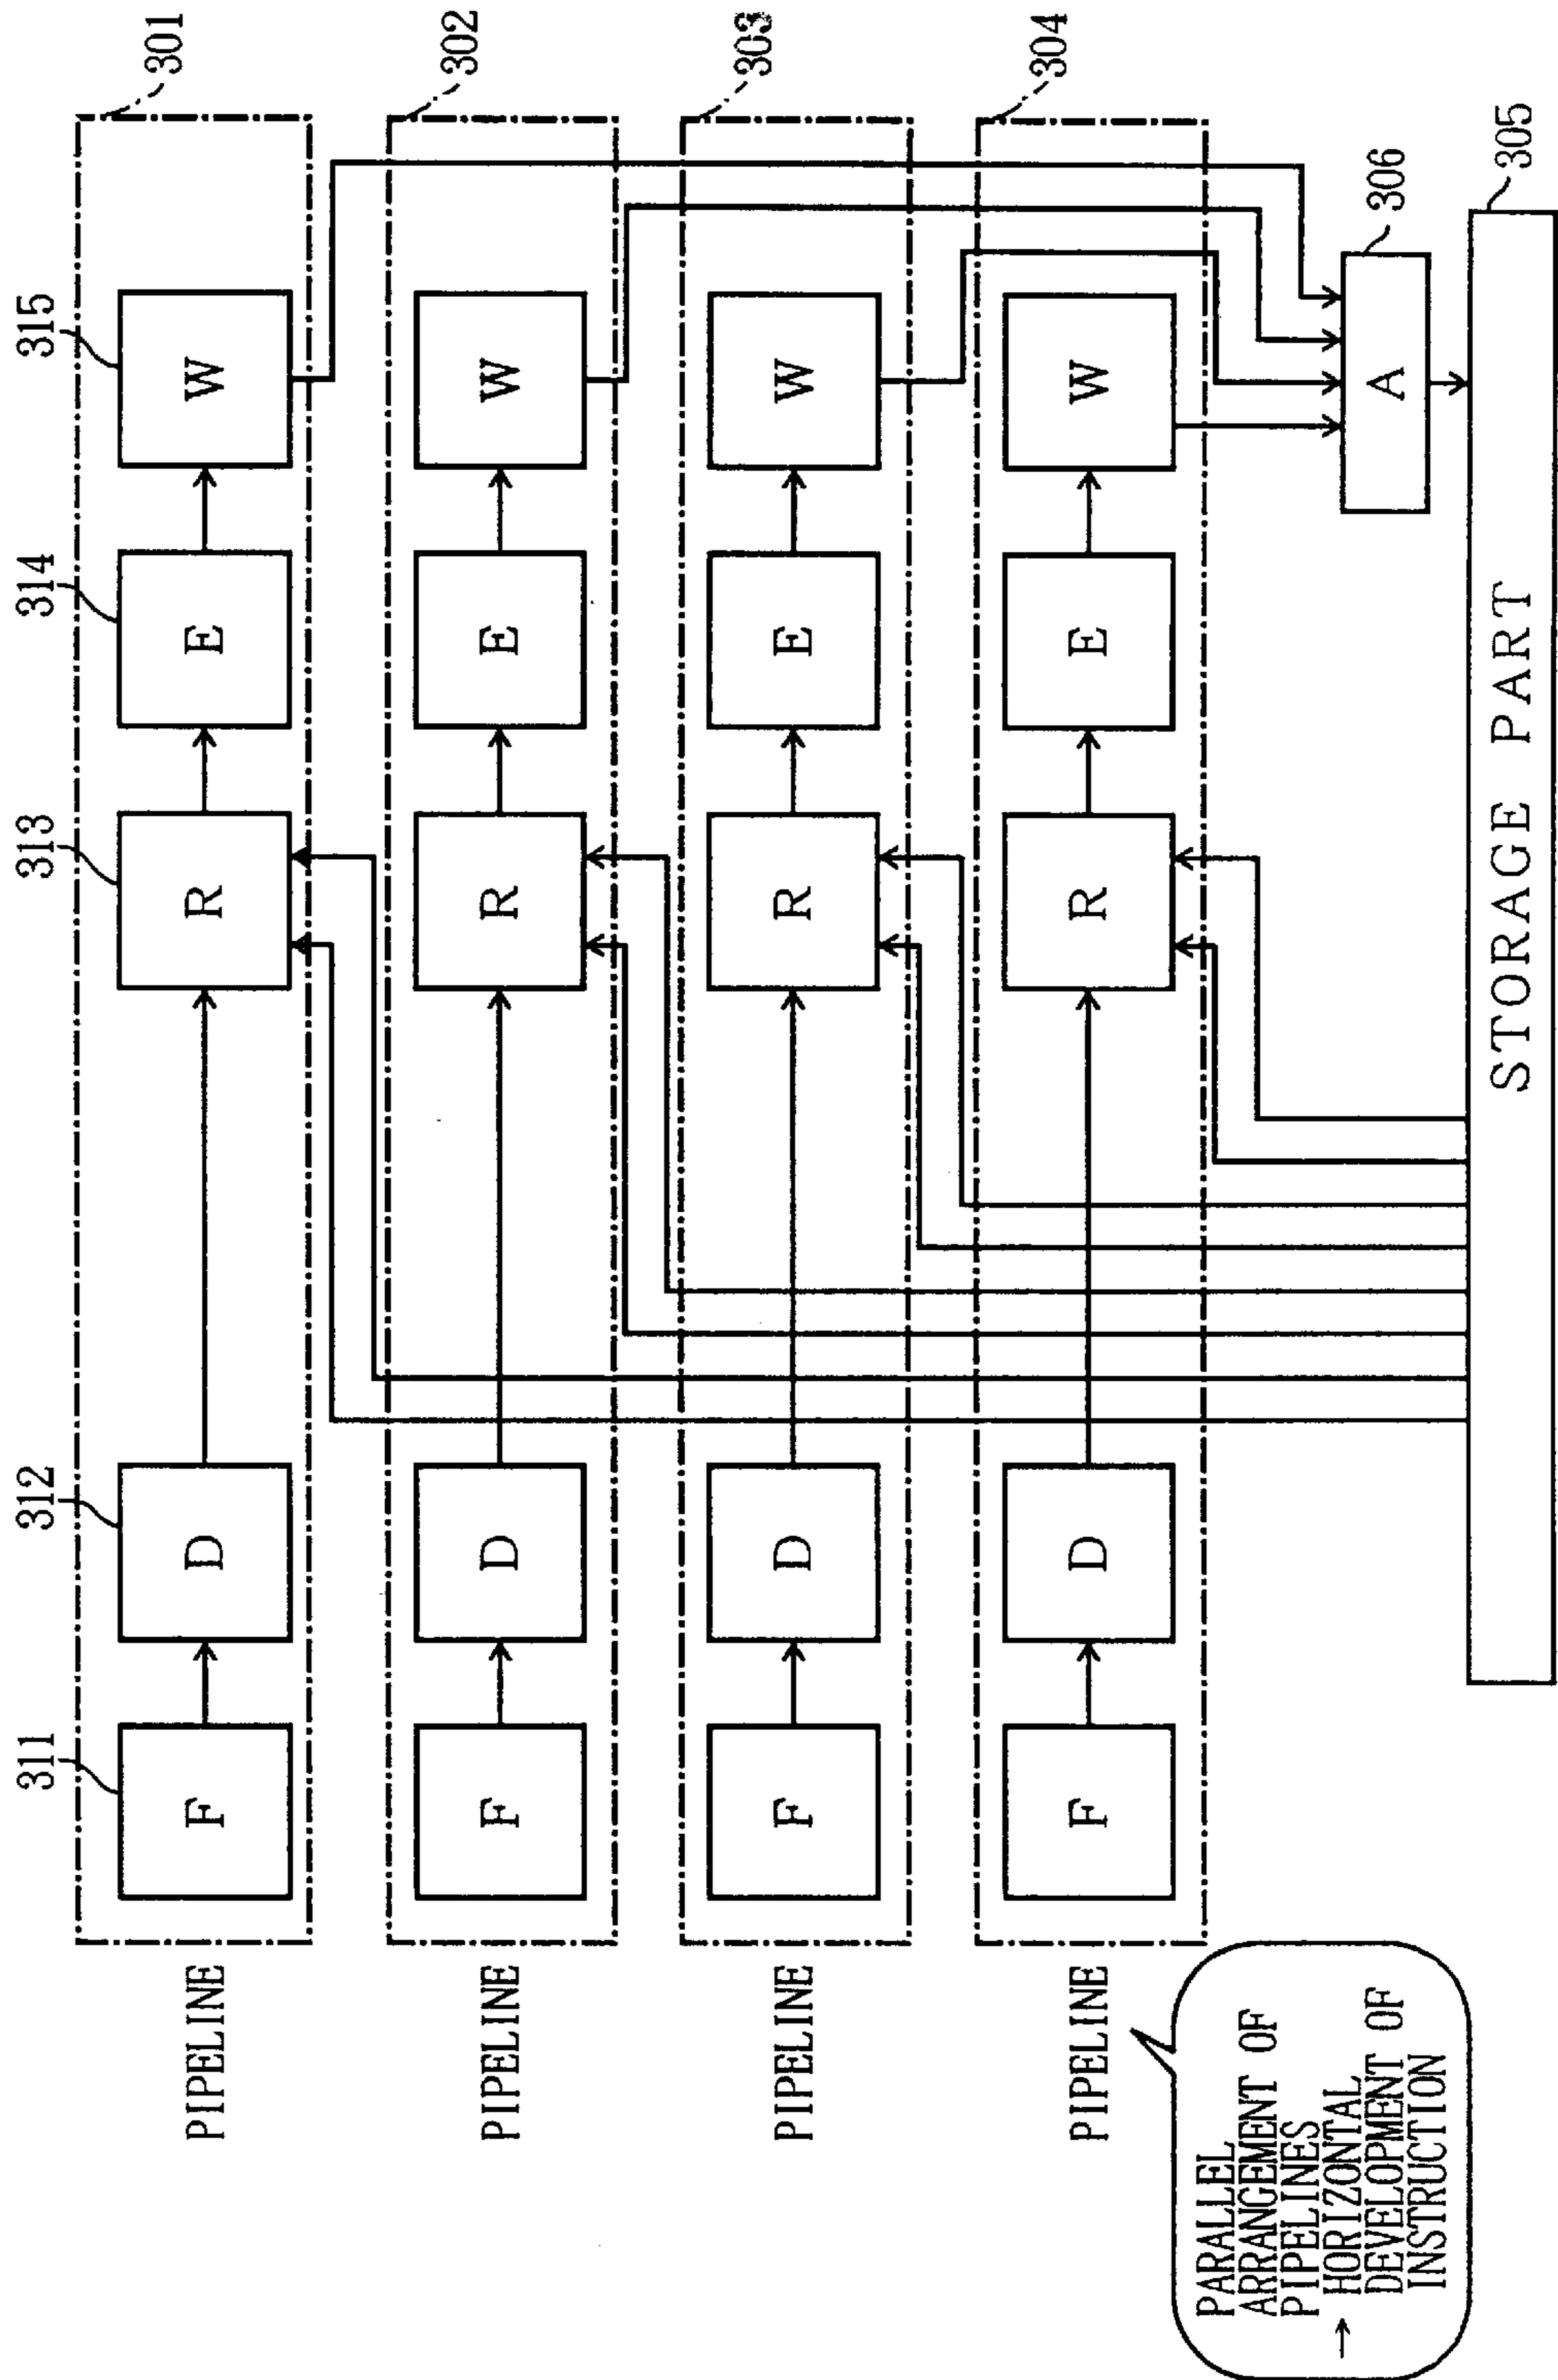 311
312
313
314
315
301
PIPELINE
F
D
R
E
W
302
PIPELINE
F
D
R
E
W
303
PIPELINE
F
D
R
E
W
304
PIPELINE
F
D
R
E
W
PARALLEL
ARRANGEMENT OF
PIPELINES
→ HORIZONTAL
DEVELOPMENT OF
INSTRUCTION
A
306
STORAGE PART
305